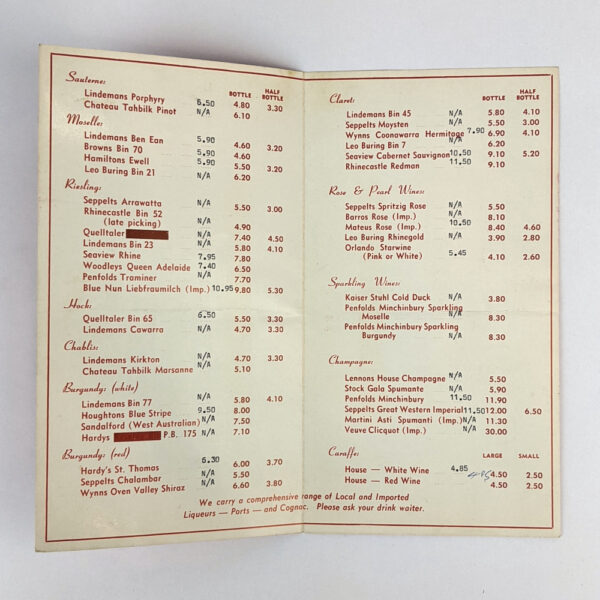 Sauterne:
BOTTLE HALF BOTTLE
Lindemans Porphyry 6.50 4.80 3.30
Chateau Tahbilk Pinot N/A 6.10
Moselle:
Lindemans Ben Ean 5.90 4.60 3.20
Browns Bin 70 5.90 4.60
Hamiltons Ewell 5.90 5.50 3.20
Leo Buring Bin 21 N/A 6.20
Riesling:
Seppelts Arrawatta N/A 5.50 3.00
Rhinecastle Bin 52
(late picking) N/A 4.90
Quelltaler N/A 7.40 4.50
Lindemans Bin 23 N/A 5.80 4.10
Seaview Rhine 7.95 7.80
Woodleys Queen Adelaide 7.40 6.50
Penfolds Traminer N/A 7.70
Blue Nun Liebfraumilch (Imp.) 10.95 9.80 5.30
Hock:
Quelltaler Bin 65 6.50 5.50 3.30
Lindemans Cawarra N/A 4.70 3.30
Chablis:
Lindemans Kirkton N/A 4.70 3.30
Chateau Tahbilk Marsanne N/A 5.10
Burgundy: (white)
Lindemans Bin 77 N/A 5.80 4.10
Houghtons Blue Stripe 9.50 8.00
Sandalford (West Australian) N/A 7.50
Hardys P.B. 175 N/A 7.10
Burgundy: (red)
Hardy's St. Thomas 6.30 6.00 3.70
Seppelts Chalambar N/A 5.50
Wynns Oven Valley Shiraz N/A 6.60 3.80
Claret:
BOTTLE HALF BOTTLE
Lindemans Bin 45 N/A 5.80 4.10
Seppelts Moysten N/A 5.50 3.00
Wynns Coonawarra Hermitage 7.90 6.90 4.10
Leo Buring Bin 7 N/A 6.20
Seaview Cabernet Sauvignon 10.50 9.10 5.20
Rhinecastle Redman 11.50 9.10
Rose & Pearl Wines:
Seppelts Spritzig Rose N/A 5.50
Barros Rose (Imp.) N/A 8.10
Mateus Rose (Imp.) 10.50 8.40 4.60
Leo Buring Rhinegold N/A 3.90 2.80
Orlando Starwine
(Pink or White) 5.45 4.10 2.60
Sparkling Wines:
Kaiser Stuhl Cold Duck N/A 3.80
Penfolds Minchinbury Sparkling
Moselle N/A 8.30
Penfolds Minchinbury Sparkling
Burgundy N/A 8.30
Champagne:
Lennons House Champagne N/A 5.50
Stock Gala Spumante N/A 5.90
Penfolds Minchinbury 11.50 11.90
Seppelts Great Western Imperial 11.50 12.00 6.50
Martini Asti Spumanti (Imp.) N/A 11.30
Veuve Clicquot (Imp.) N/A 30.00
Caraffe:
LARGE SMALL
House — White Wine 4.85 4.50 2.50
House — Red Wine 4.85 4.50 2.50
We carry a comprehensive range of Local and Imported
Liqueurs — Ports — and Cognac. Please ask your drink waiter.